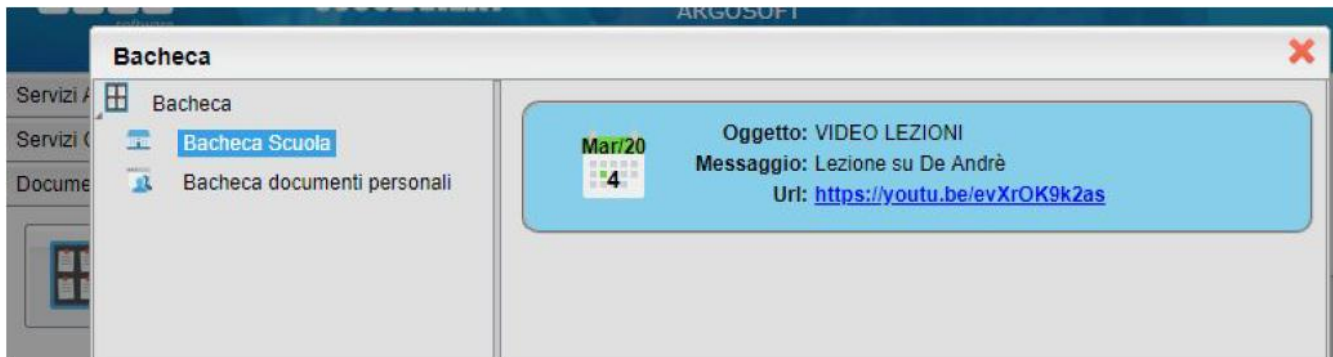 software
ARGOSOFT
Bacheca
Servizi
Servizi
Docume
Bacheca
Bacheca Scuola
Bacheca documenti personali
Mar/20
4
Oggetto: VIDEO LEZIONI
Messaggio: Lezione su De Andrè
Url: https://youtu.be/evXrOK9k2as